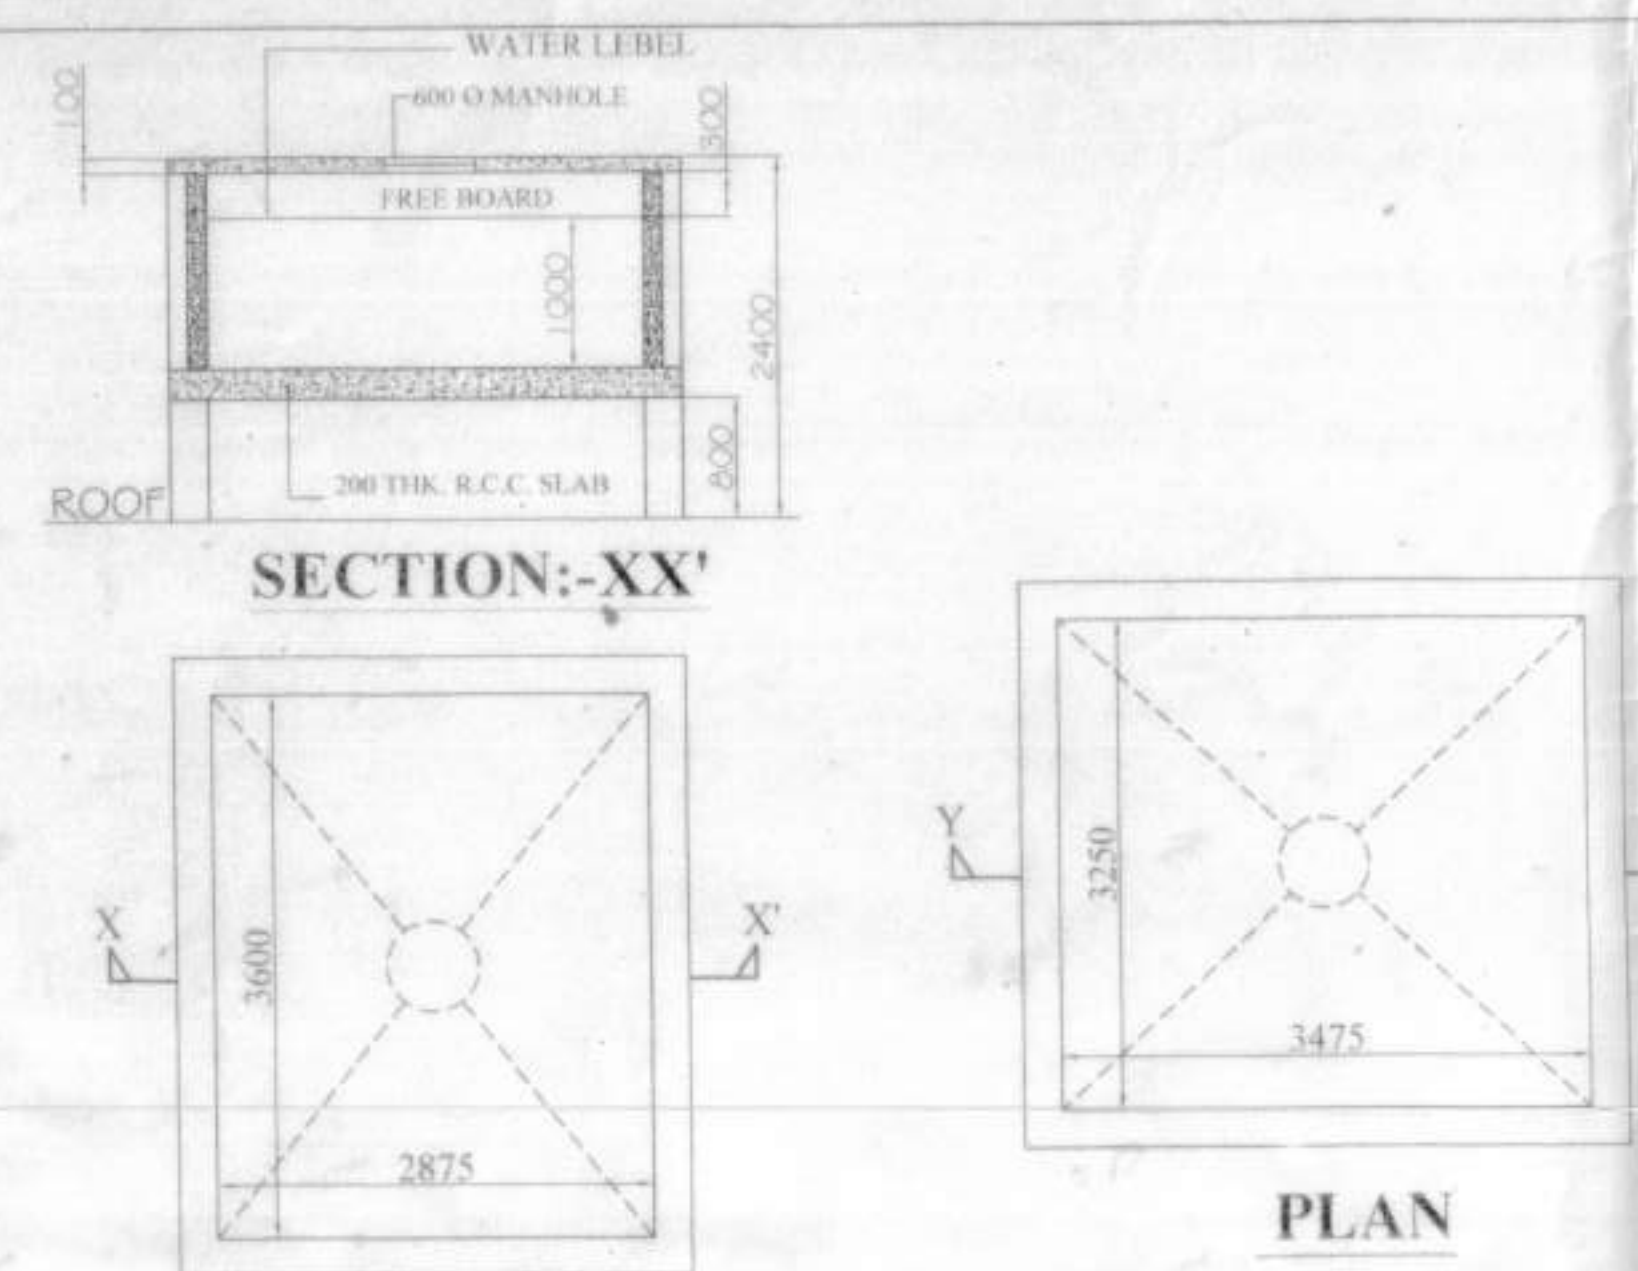 WATER LEBEL
100
600 O MANHOLE
300
FREE BOARD
1000
2400
800
200 THK. R.C.C. SLAB
ROOF
SECTION:-XX'
X
X'
3600
2875
Y
3250
3475
PLAN